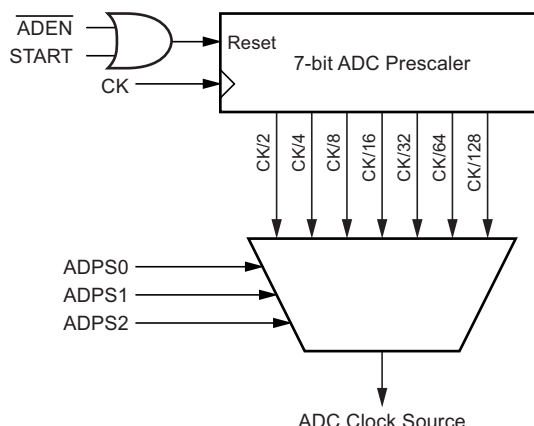 ADEN
START
Reset
7-bit ADC Prescaler
CK
CK/2
CK/4
CK/8
CK/16
CK/32
CK/64
CK/128
ADPS0
ADPS1
ADPS2
ADC Clock Source